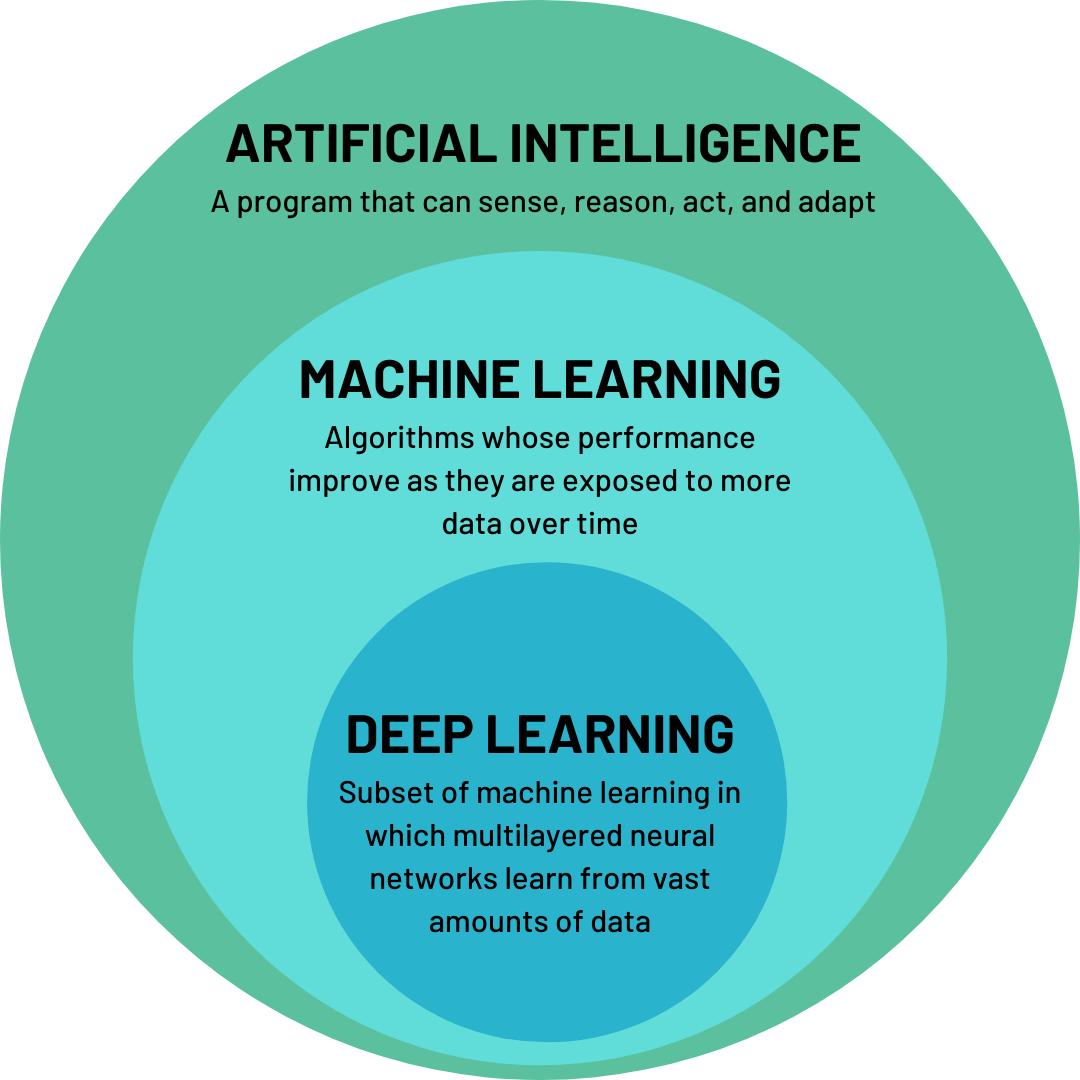 ARTIFICIAL INTELLIGENCE
A program that can sense, reason, act, and adapt
MACHINE LEARNING
Algorithms whose performance
improve as they are exposed to more
data over time
DEEP LEARNING
Subset of machine learning in
which multilayered neural
networks learn from vast
amounts of data